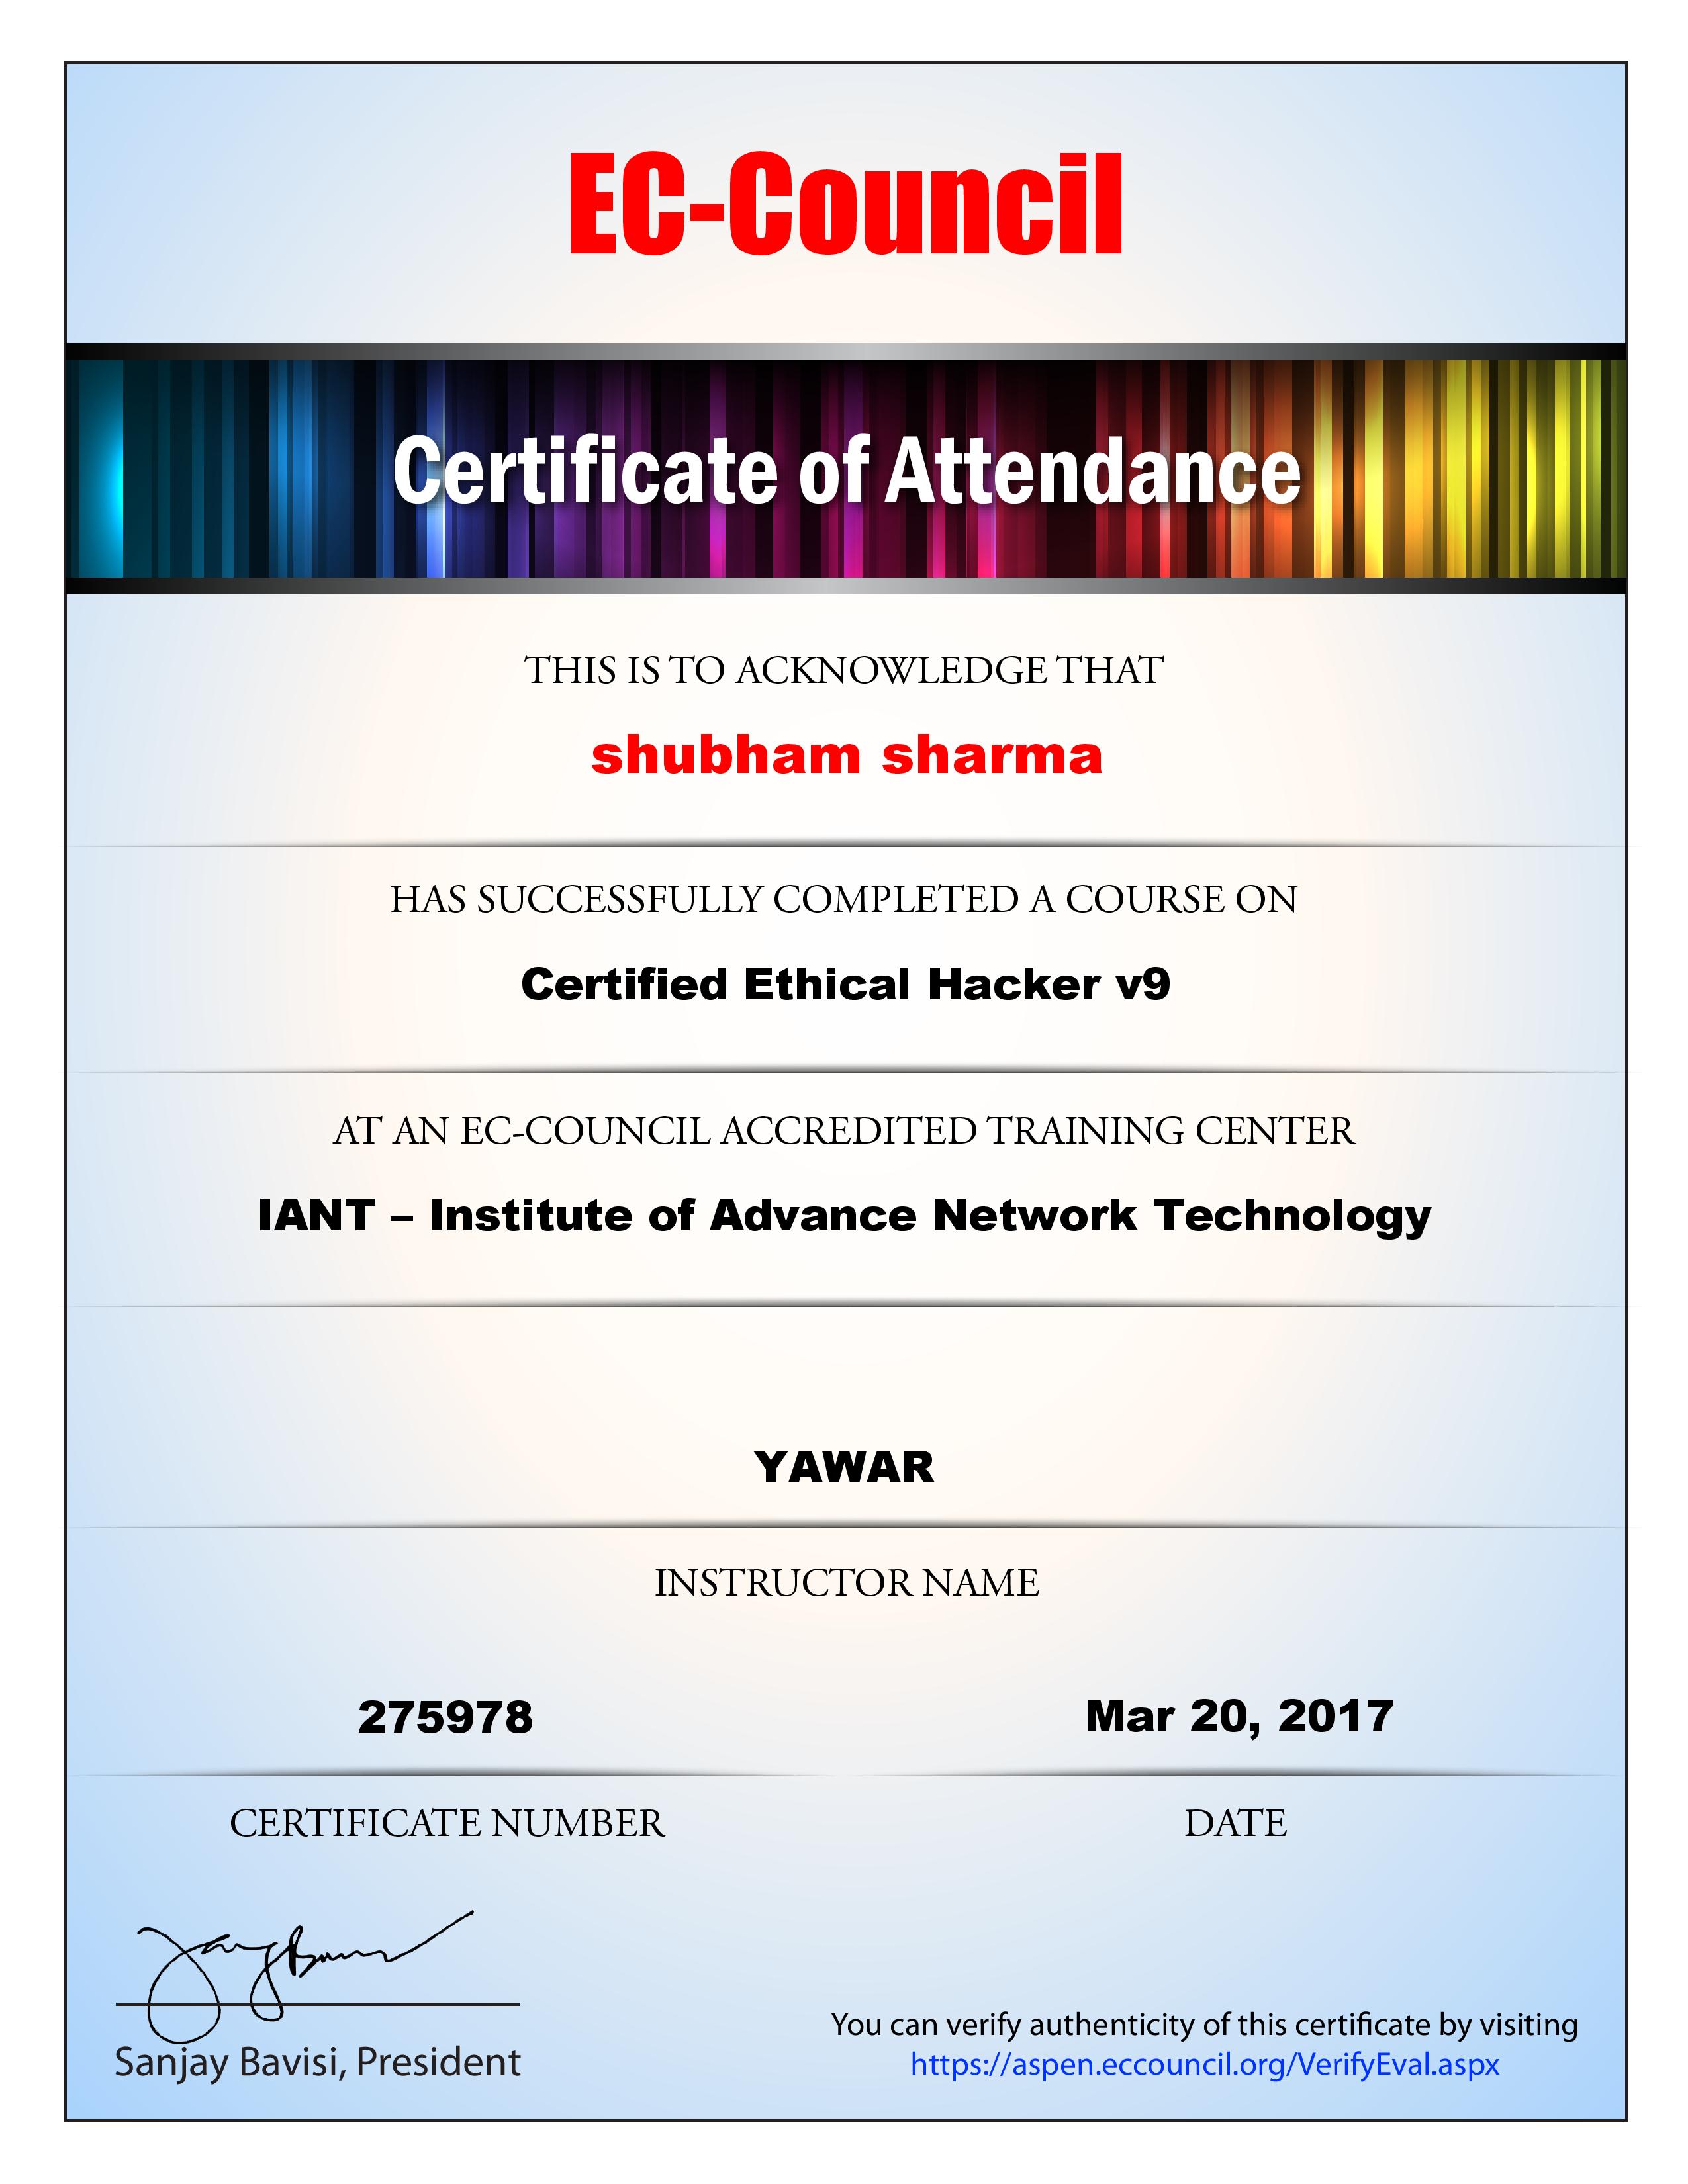 EC-Council
Certificate of Attendance
THIS IS TO ACKNOWLEDGE THAT
shubham sharma
HAS SUCCESSFULLY COMPLETED A COURSE ON
Certified Ethical Hacker v9
AT AN EC-COUNCIL ACCREDITED TRAINING CENTER
IANT – Institute of Advance Network Technology
YAWAR
INSTRUCTOR NAME
275978
CERTIFICATE NUMBER
Mar 20, 2017
DATE
Sanjay Bavisi, President
You can verify authenticity of this certificate by visiting
https://aspen.eccouncil.org/VerifyEval.aspx